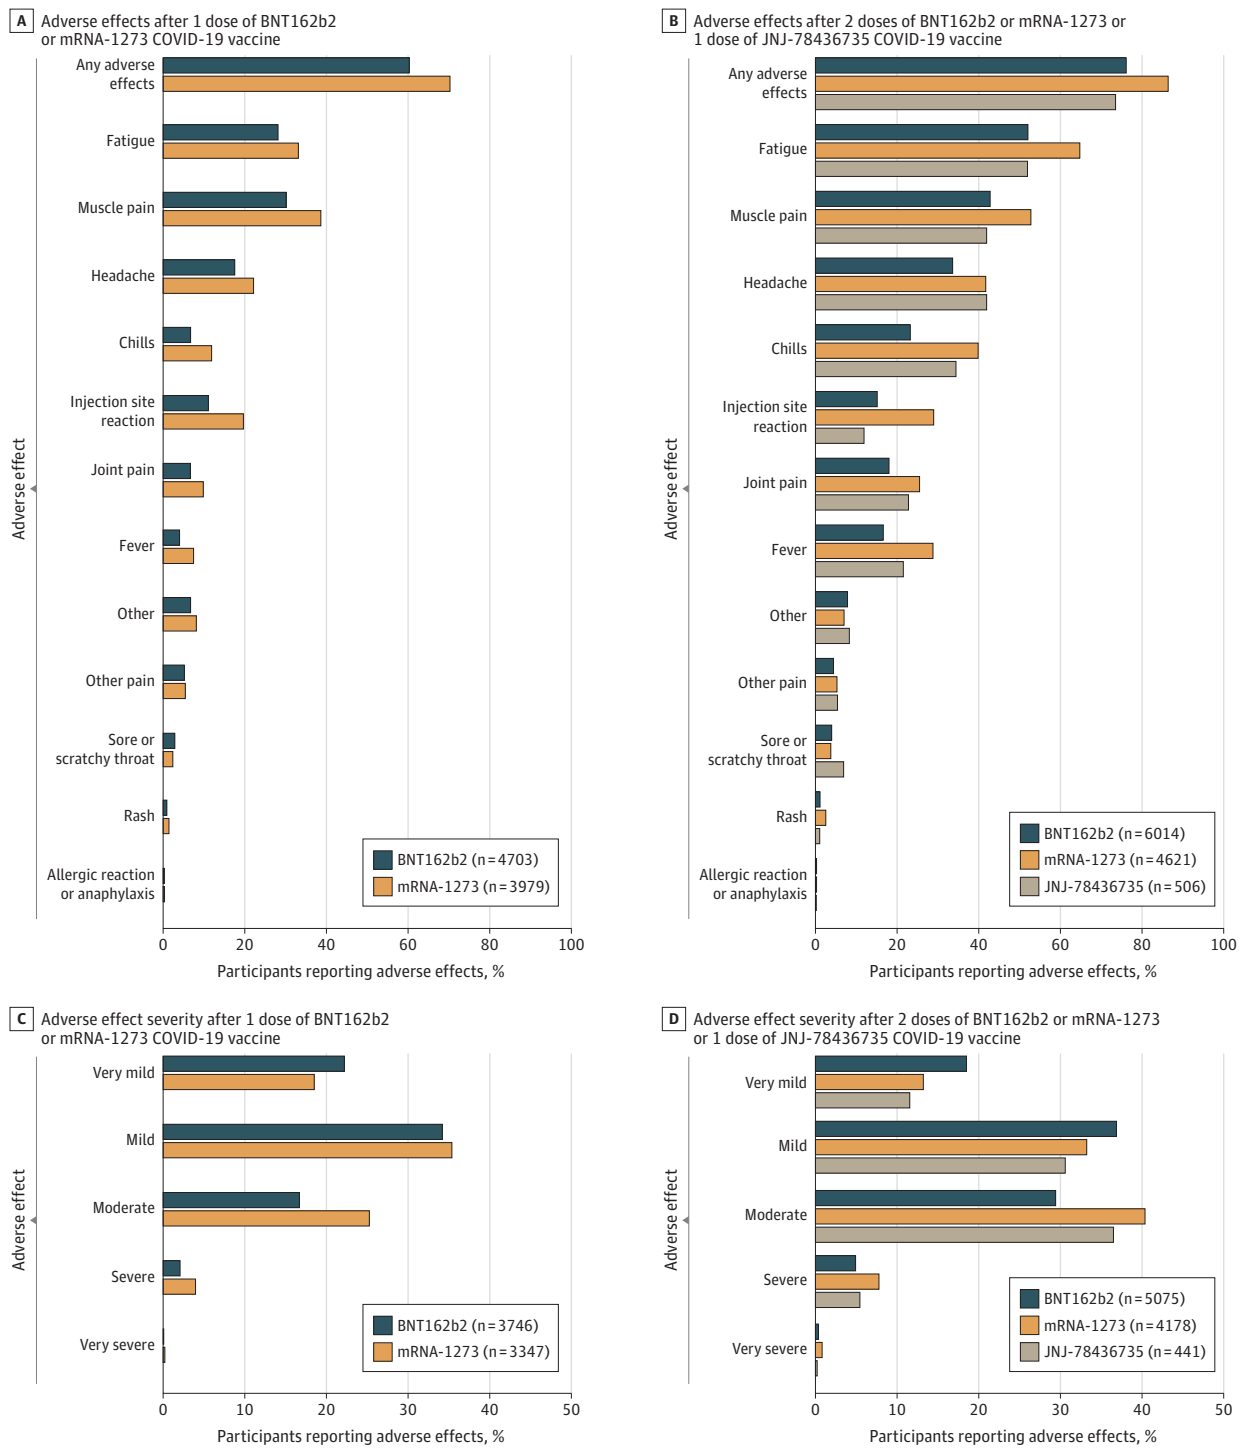 A Adverse effects after 1 dose of BNT162b2
or mRNA-1273 COVID-19 vaccine
Adverse effect
Any adverse
effects
Fatigue
Muscle pain
Headache
Chills
Injection site
reaction
Joint pain
Fever
Other
Other pain
Sore or
scratchy throat
Rash
Allergic reaction
or anaphylaxis
BNT162b2 (n=4703)
mRNA-1273 (n=3979)
0 20 40 60 80 100
Participants reporting adverse effects, %
B Adverse effects after 2 doses of BNT162b2 or mRNA-1273 or
1 dose of JNJ-78436735 COVID-19 vaccine
Adverse effect
Any adverse
effects
Fatigue
Muscle pain
Headache
Chills
Injection site
reaction
Joint pain
Fever
Other
Other pain
Sore or
scratchy throat
Rash
Allergic reaction
or anaphylaxis
BNT162b2 (n=6014)
mRNA-1273 (n=4621)
JNJ-78436735 (n=506)
0 20 40 60 80 100
Participants reporting adverse effects, %
C Adverse effect severity after 1 dose of BNT162b2
or mRNA-1273 COVID-19 vaccine
Adverse effect
Very mild
Mild
Moderate
Severe
Very severe
BNT162b2 (n=3746)
mRNA-1273 (n=3347)
0 10 20 30 40 50
Participants reporting adverse effects, %
D Adverse effect severity after 2 doses of BNT162b2 or mRNA-1273
or 1 dose of JNJ-78436735 COVID-19 vaccine
Adverse effect
Very mild
Mild
Moderate
Severe
Very severe
BNT162b2 (n=5075)
mRNA-1273 (n=4178)
JNJ-78436735 (n=441)
0 10 20 30 40 50
Participants reporting adverse effects, %